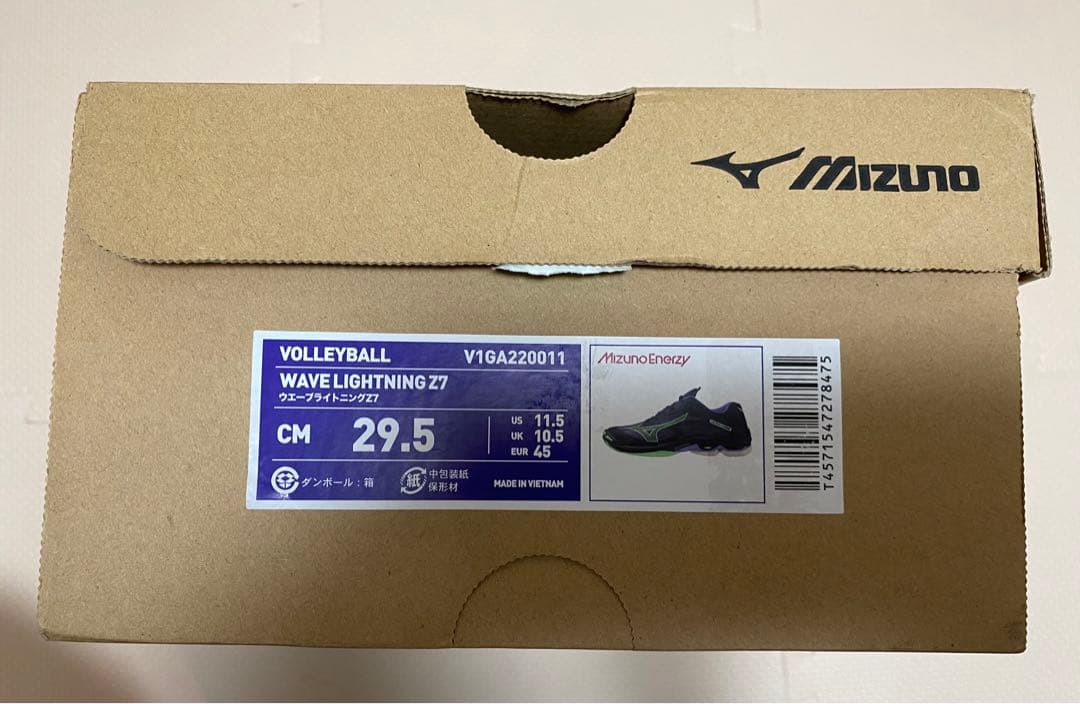 MIZUNO
VOLLEYBALL V1GA220011
WAVE LIGHTNING Z7
ウエーブライトニングZ7
CM 29.5
US 11.5
UK 10.5
EUR 45
ダンボール：箱
紙 中包装紙
保形材
MADE IN VIETNAM
MizunoEnerzy
T4571547278475